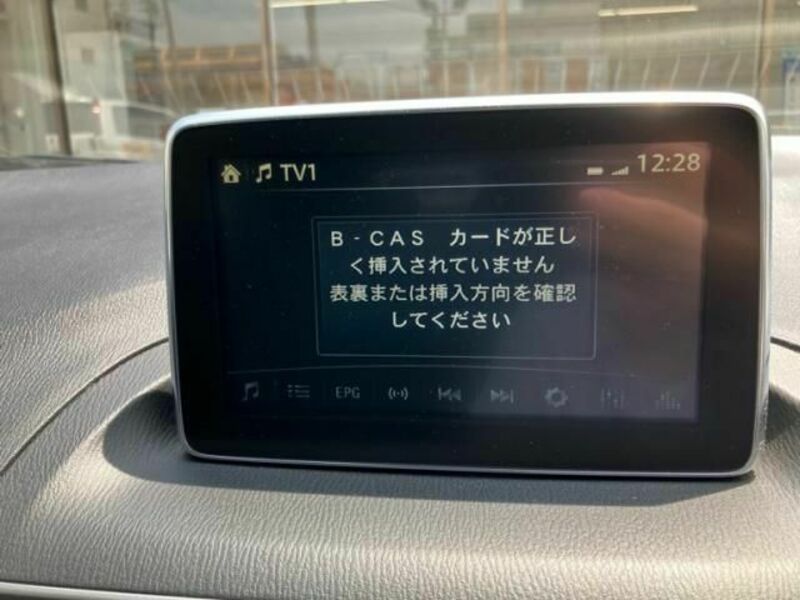 TV1
12:28
B-CAS カードが正し
く挿入されていません
表裏または挿入方向を確認
してください
EPG